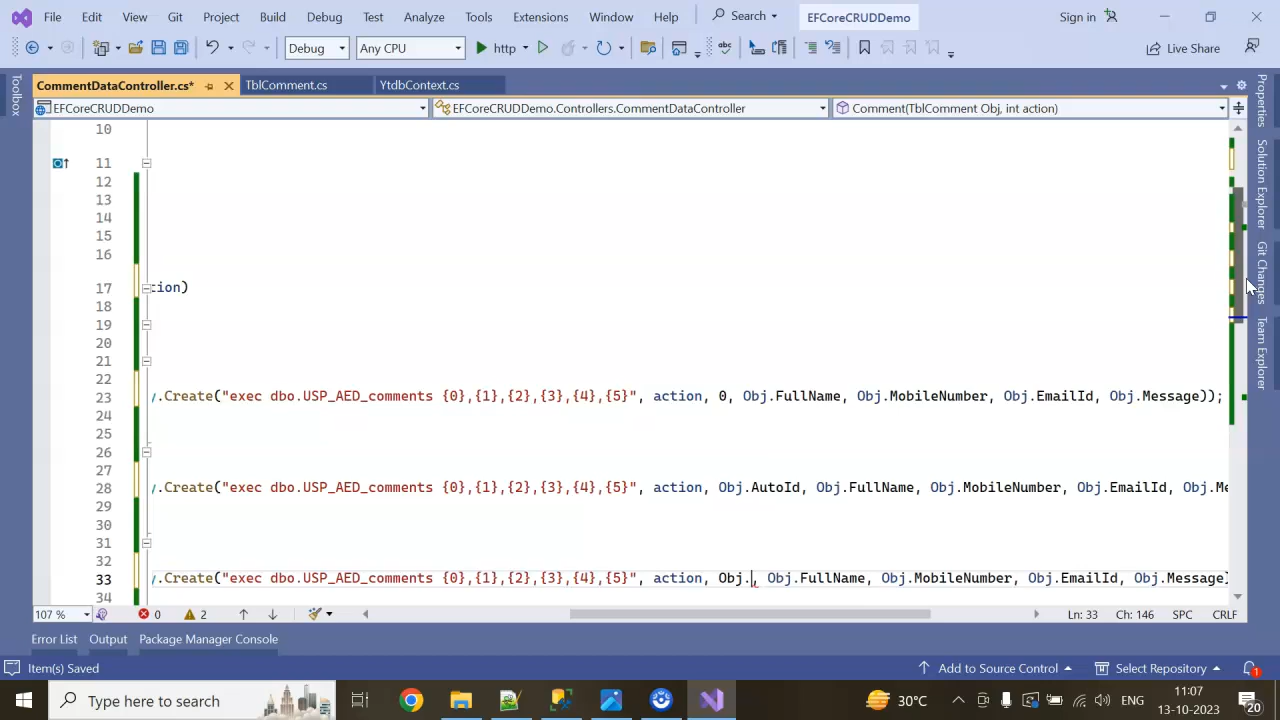 File Edit View Git Project Build Debug Test Analyze Tools Extensions Window Help Search EFCoreCRUDDemo Sign in
Debug Any CPU http Live Share
CommentDataController.cs* TblComment.cs YtdbContext.cs
EFCoreCRUDDemo EFCoreCRUDDemo.Controllers.CommentDataController Comment(TblComment Obj, int action)
Toolbox
Properties
Solution Explorer
Git Changes
Team Explorer
10
11
12
13
14
15
16
17 tion)
18
19
20
21
22
23 y.Create("exec dbo.USP_AED_comments {0},{1},{2},{3},{4},{5}", action, 0, Obj.FullName, Obj.MobileNumber, Obj.EmailId, Obj.Message));
24
25
26
27
28 y.Create("exec dbo.USP_AED_comments {0},{1},{2},{3},{4},{5}", action, Obj.AutoId, Obj.FullName, Obj.MobileNumber, Obj.EmailId, Obj.Me
29
30
31
32
33 y.Create("exec dbo.USP_AED_comments {0},{1},{2},{3},{4},{5}", action, Obj., Obj.FullName, Obj.MobileNumber, Obj.EmailId, Obj.Message)
34
107 % 0 2 Ln: 33 Ch: 146 SPC CRLF
Error List Output Package Manager Console
Item(s) Saved Add to Source Control Select Repository 1
Type here to search 30°C ENG 11:07
13-10-2023 20